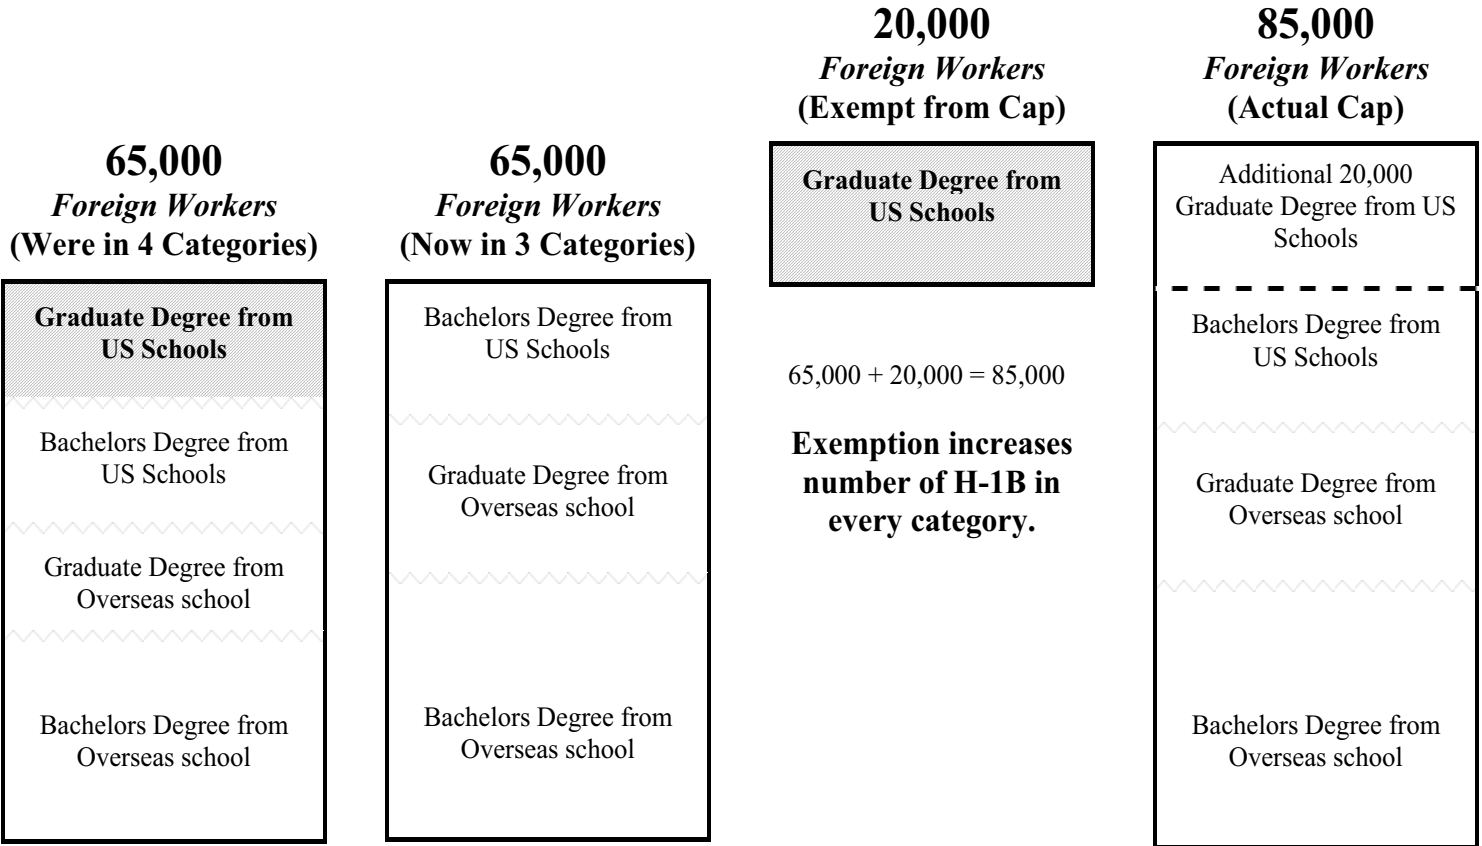 65,000
Foreign Workers
(Were in 4 Categories)
Graduate Degree from
US Schools
Bachelors Degree from
US Schools
Graduate Degree from
Overseas school
Bachelors Degree from
Overseas school
65,000
Foreign Workers
(Now in 3 Categories)
Bachelors Degree from
US Schools
Graduate Degree from
Overseas school
Bachelors Degree from
Overseas school
20,000
Foreign Workers
(Exempt from Cap)
Graduate Degree from
US Schools
65,000 + 20,000 = 85,000
Exemption increases
number of H-1B in
every category.
85,000
Foreign Workers
(Actual Cap)
Additional 20,000
Graduate Degree from US
Schools
Bachelors Degree from
US Schools
Graduate Degree from
Overseas school
Bachelors Degree from
Overseas school